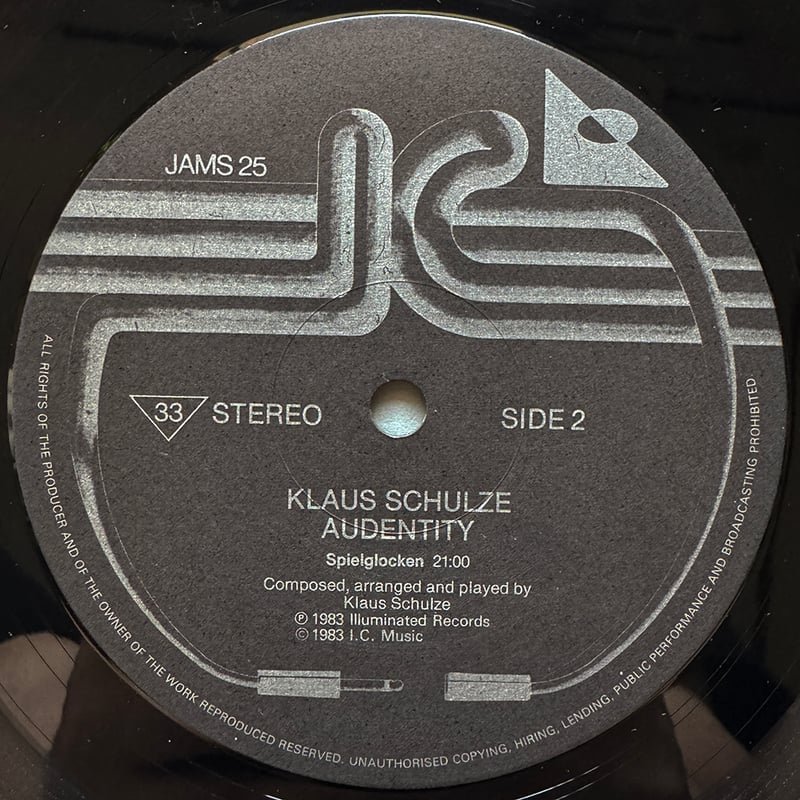 JAMS 25
33 STEREO
SIDE 2
KLAUS SCHULZE
AUDENTITY
Spielglocken 21:00
Composed, arranged and played by
Klaus Schulze
℗ 1983 Illuminated Records
© 1983 I.C. Music
ALL RIGHTS OF THE PRODUCER AND OF THE OWNER OF THE WORK REPRODUCED RESERVED. UNAUTHORISED COPYING, HIRING, LENDING, PUBLIC PERFORMANCE AND BROADCASTING PROHIBITED